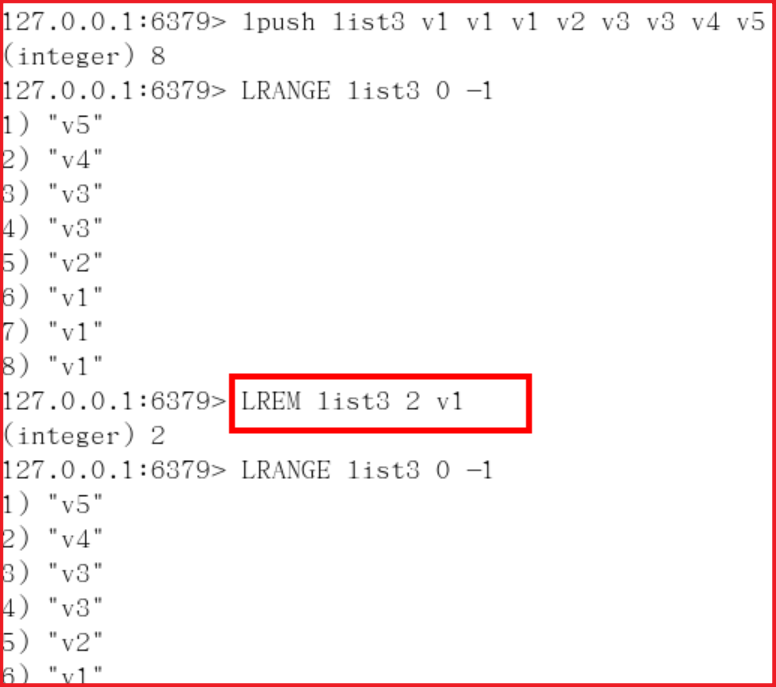 127.0.0.1:6379> lpush list3 v1 v1 v1 v2 v3 v3 v4 v5
(integer) 8
127.0.0.1:6379> LRANGE list3 0 -1
1) "v5"
2) "v4"
3) "v3"
4) "v3"
5) "v2"
6) "v1"
7) "v1"
8) "v1"
127.0.0.1:6379> LREM list3 2 v1
(integer) 2
127.0.0.1:6379> LRANGE list3 0 -1
1) "v5"
2) "v4"
3) "v3"
4) "v3"
5) "v2"
6) "v1"